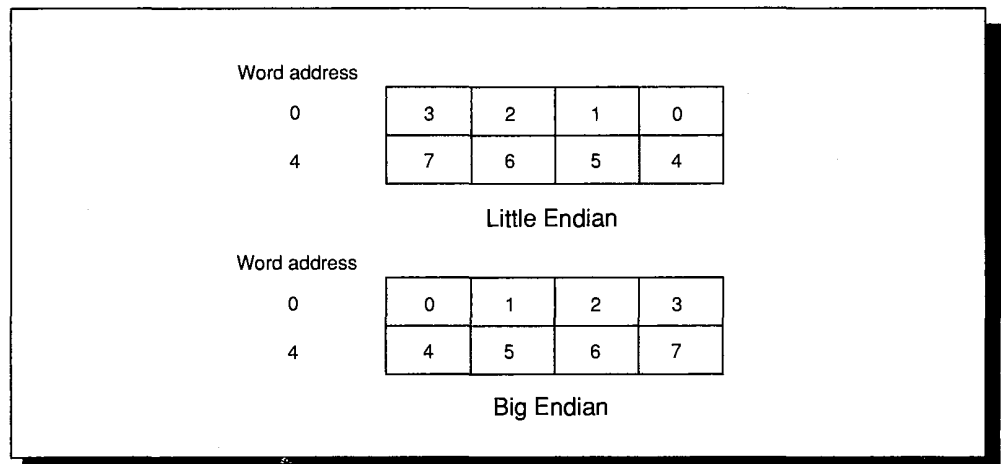 Word address
0 3 2 1 0
4 7 6 5 4
Little Endian
Word address
0 0 1 2 3
4 4 5 6 7
Big Endian